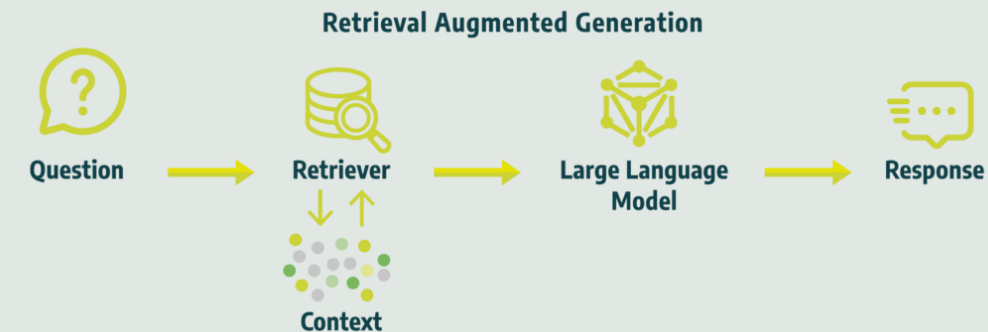 Retrieval Augmented Generation
?
Question
Retriever
Large Language
Model
Response
Context